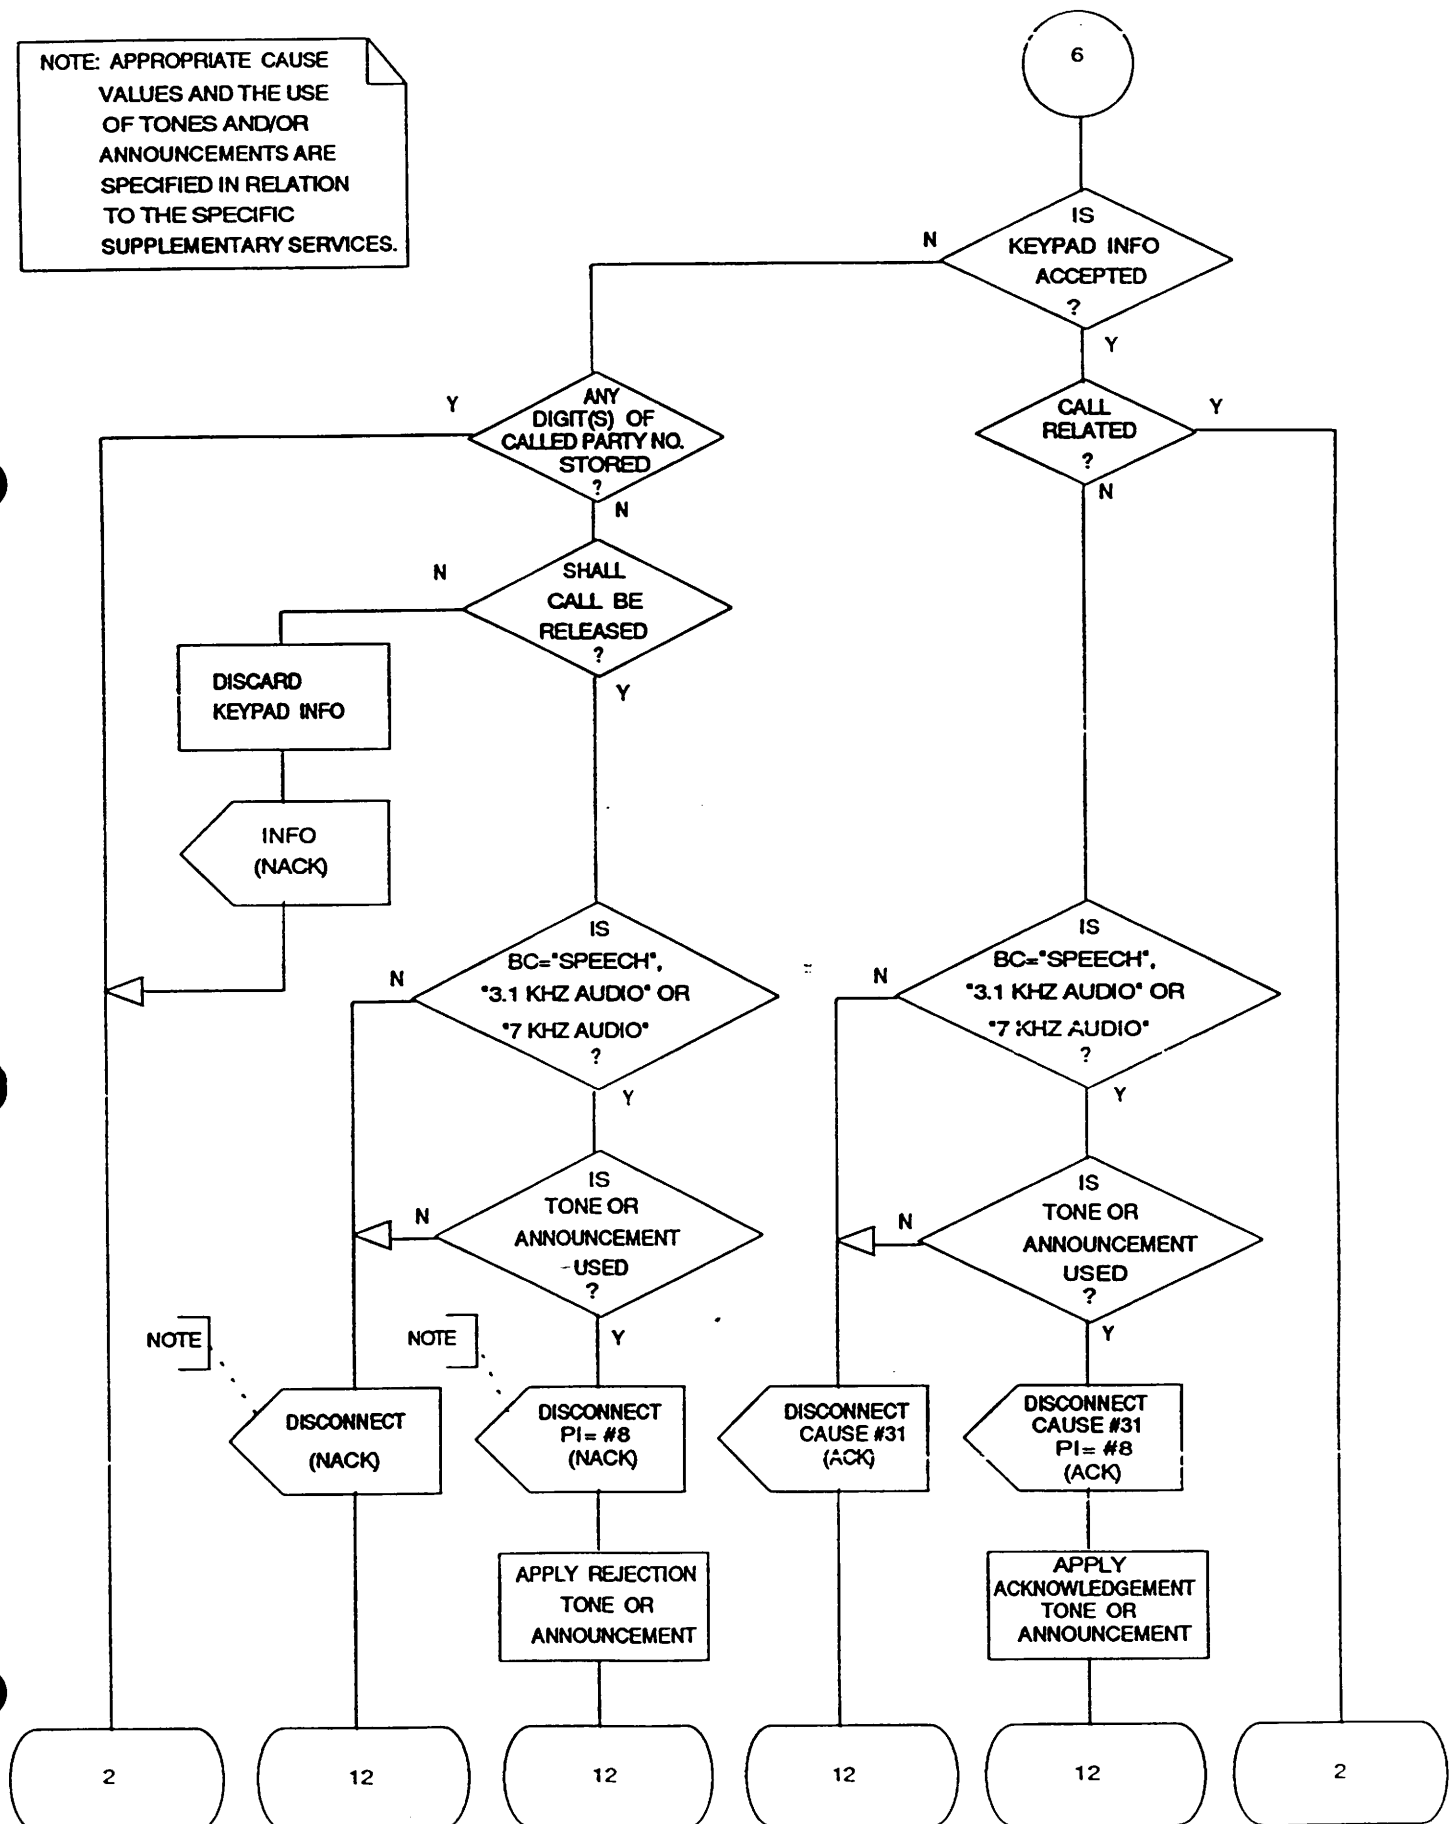 NOTE: APPROPRIATE CAUSE
VALUES AND THE USE
OF TONES AND/OR
ANNOUNCEMENTS ARE
SPECIFIED IN RELATION
TO THE SPECIFIC
SUPPLEMENTARY SERVICES.
6
IS
KEYPAD INFO
ACCEPTED
?
N
Y
ANY
DIGIT(S) OF
CALLED PARTY NO.
STORED
?
Y
N
CALL
RELATED
?
Y
N
SHALL
CALL BE
RELEASED
?
N
Y
DISCARD
KEYPAD INFO
INFO
(NACK)
IS
BC="SPEECH",
"3.1 KHZ AUDIO" OR
"7 KHZ AUDIO"
?
N
Y
IS
BC="SPEECH",
"3.1 KHZ AUDIO" OR
"7 KHZ AUDIO"
?
N
Y
IS
TONE OR
ANNOUNCEMENT
USED
?
N
Y
IS
TONE OR
ANNOUNCEMENT
USED
?
N
Y
NOTE
NOTE
DISCONNECT
(NACK)
DISCONNECT
PI= #8
(NACK)
DISCONNECT
CAUSE #31
(ACK)
DISCONNECT
CAUSE #31
PI= #8
(ACK)
APPLY REJECTION
TONE OR
ANNOUNCEMENT
APPLY
ACKNOWLEDGEMENT
TONE OR
ANNOUNCEMENT
2
12
12
12
12
2